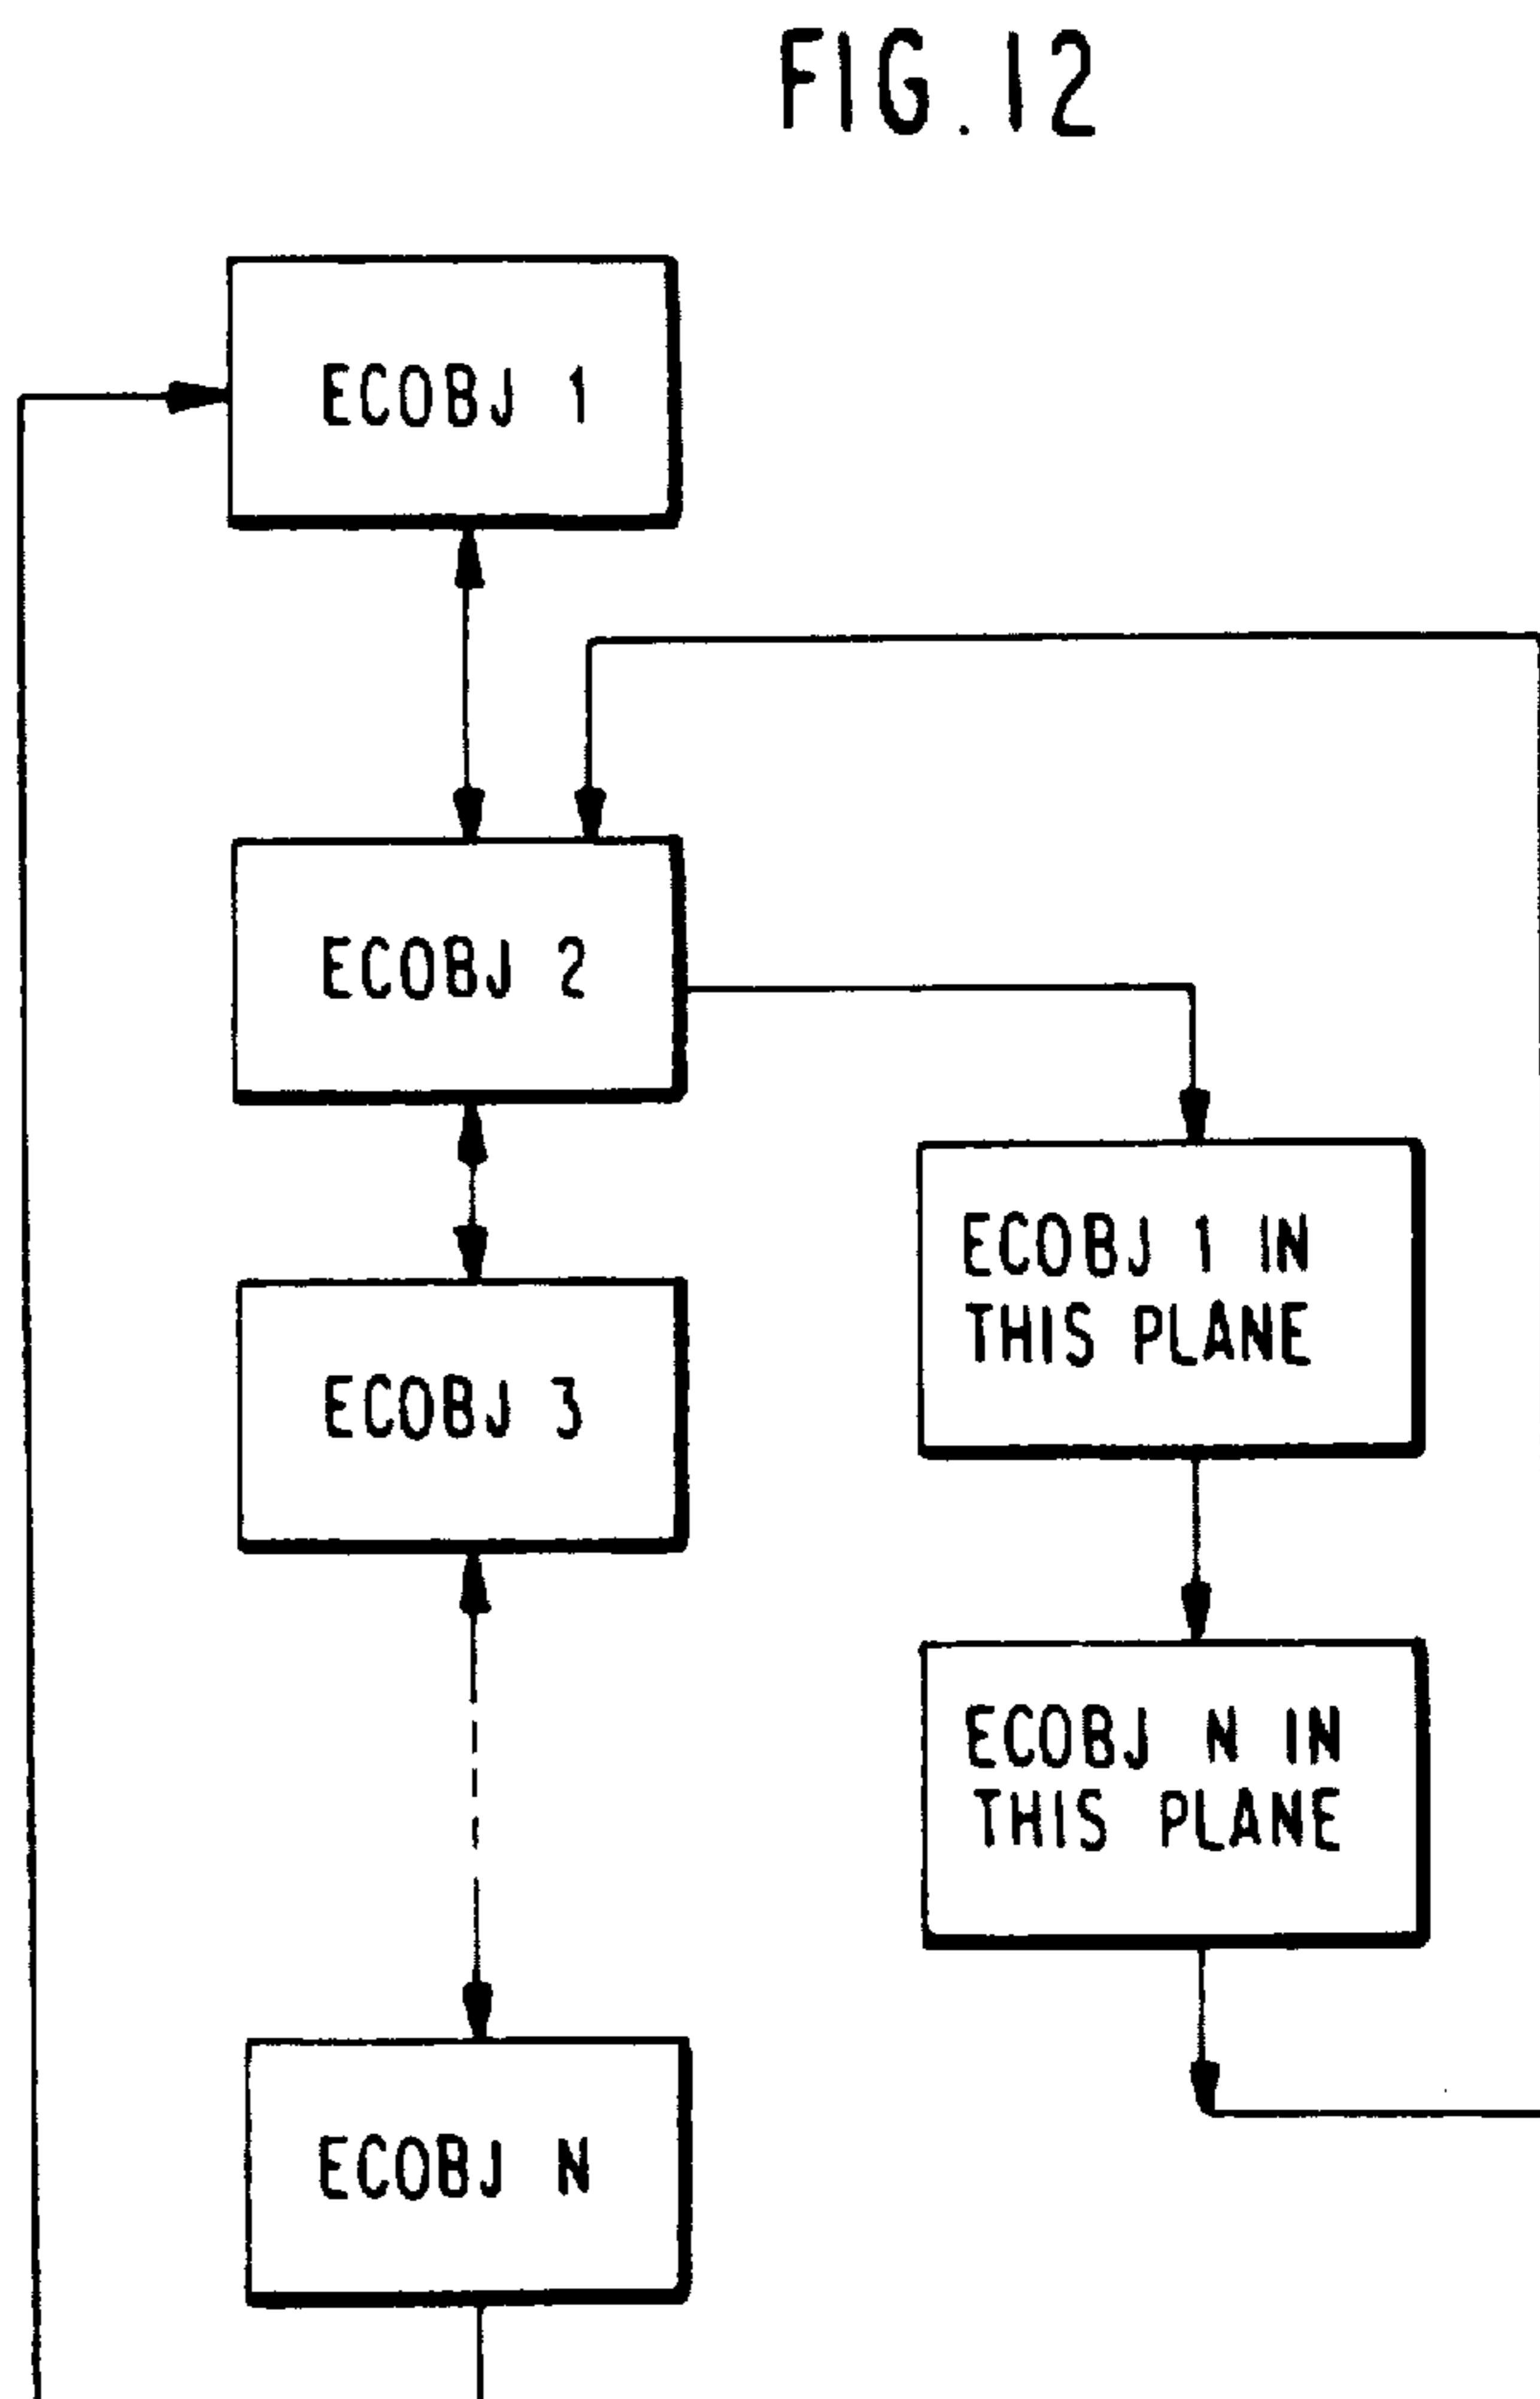 FIG. 12
ECOBJ 1
ECOBJ 2
ECOBJ 3
ECOBJ N
ECOBJ 1 IN
THIS PLANE
ECOBJ N IN
THIS PLANE